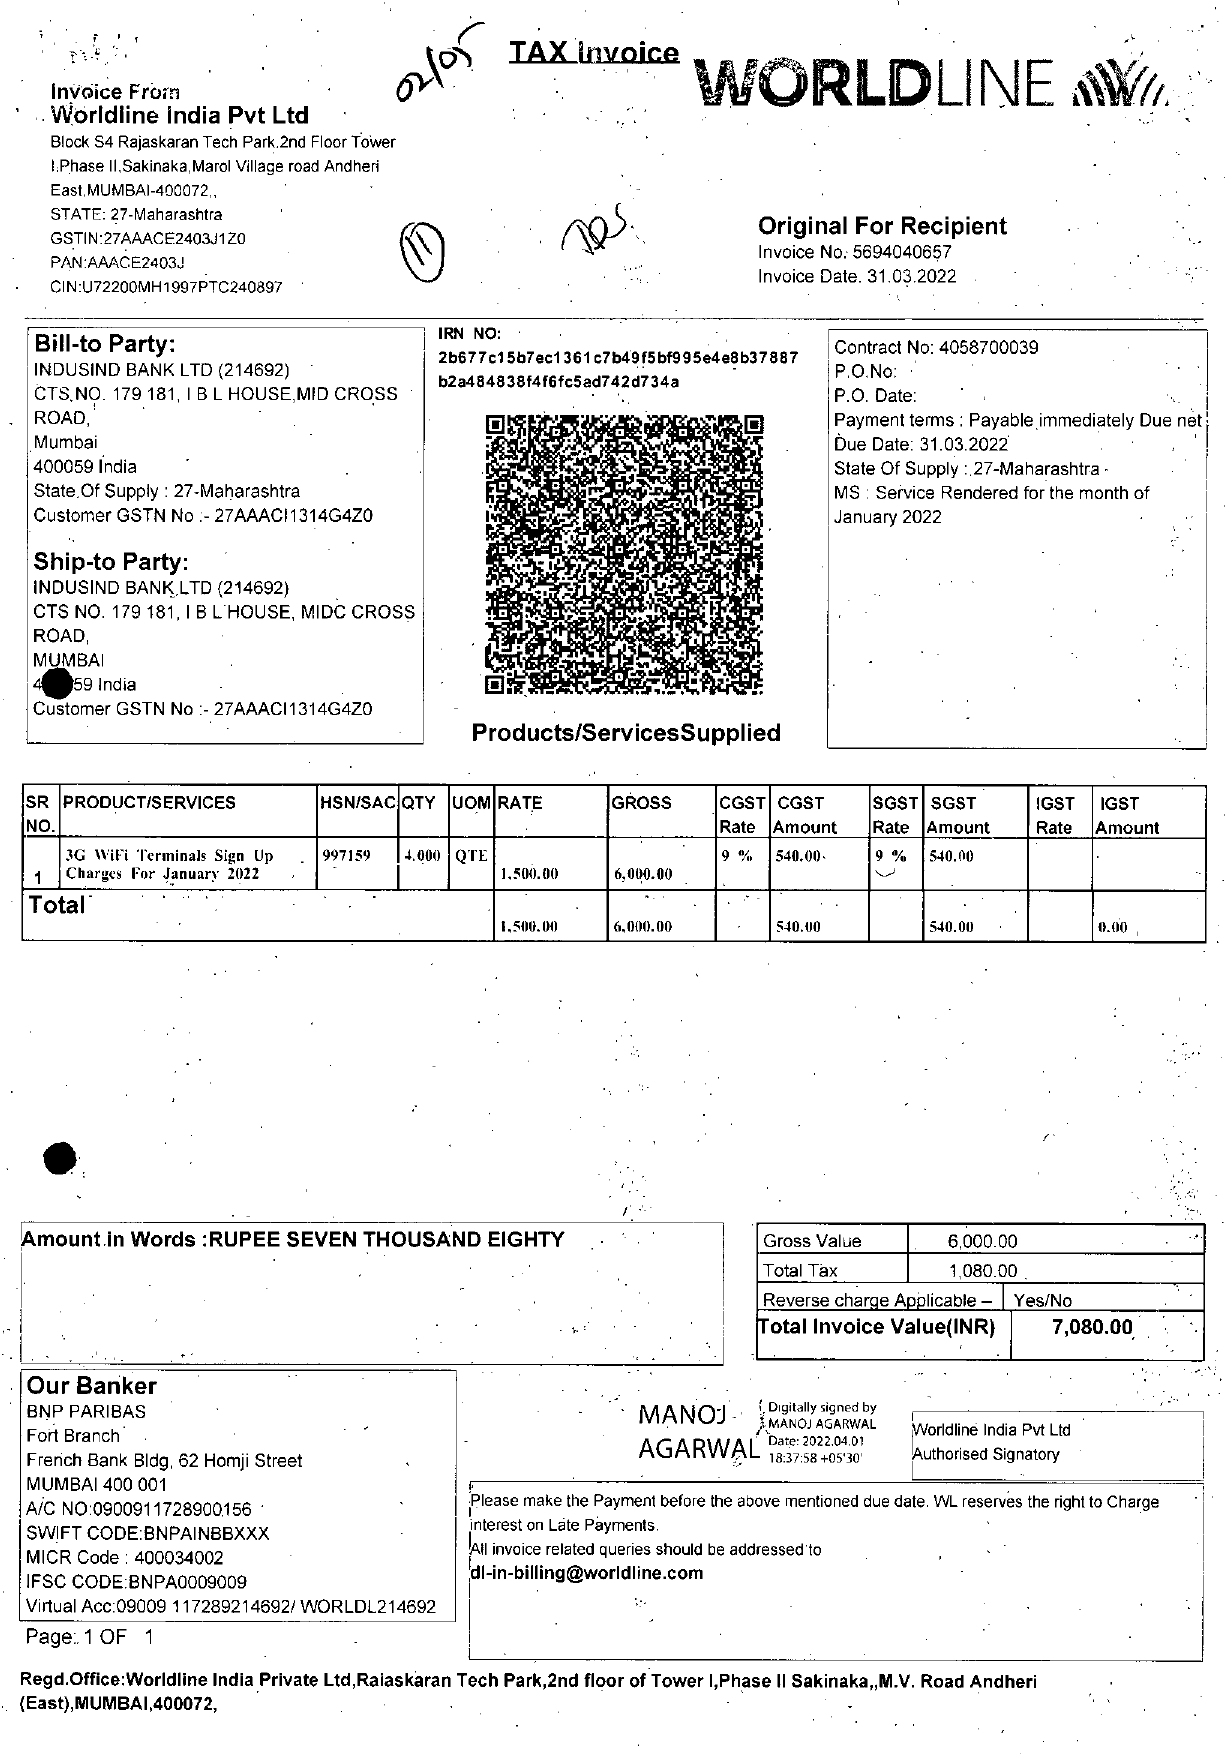 02/05
TAX Invoice
WORLDLINE
Invoice From
Worldline India Pvt Ltd
Block S4 Rajaskaran Tech Park,2nd Floor Tower
I,Phase II,Sakinaka,Marol Village road Andheri
East,MUMBAI-400072,,
STATE: 27-Maharashtra
GSTIN:27AAACE2403J1Z0
PAN:AAACE2403J
CIN:U72200MH1997PTC240897
11
Original For Recipient
Invoice No. 5694040657
Invoice Date. 31.03.2022
Bill-to Party:
INDUSIND BANK LTD (214692)
CTS NO. 179 181, I B L HOUSE,MID CROSS
ROAD,
Mumbai
400059 India
State Of Supply : 27-Maharashtra
Customer GSTN No :- 27AAACI1314G4Z0
Ship-to Party:
INDUSIND BANK LTD (214692)
CTS NO. 179 181, I B L HOUSE, MIDC CROSS
ROAD,
MUMBAI
4 59 India
Customer GSTN No :- 27AAACI1314G4Z0
IRN NO:
2b677c15b7ec1361c7b49f5bf995e4e8b37887
b2a484838f4f6fc5ad742d734a
Products/ServicesSupplied
Contract No: 4058700039
P.O.No:
P.O. Date:
Payment terms : Payable immediately Due net
Due Date: 31.03.2022
State Of Supply : 27-Maharashtra
MS : Service Rendered for the month of
January 2022
SR NO. PRODUCT/SERVICES HSN/SAC QTY UOM RATE GROSS CGST Rate CGST Amount SGST Rate SGST Amount IGST Rate IGST Amount
1 3G WiFi Terminals Sign Up Charges For January 2022 997159 4.000 QTE 1,500.00 6,000.00 9 % 540.00 9 % 540.00
Total 1,500.00 6,000.00 540.00 540.00 0.00
Amount in Words :RUPEE SEVEN THOUSAND EIGHTY
Gross Value 6,000.00
Total Tax 1,080.00
Reverse charge Applicable – Yes/No
Total Invoice Value(INR) 7,080.00
Our Banker
BNP PARIBAS
Fort Branch
French Bank Bldg, 62 Homji Street
MUMBAI 400 001
A/C NO:0900911728900156
SWIFT CODE:BNPAINBBXXX
MICR Code : 400034002
IFSC CODE:BNPA0009009
Virtual Acc:09009 117289214692/ WORLDL214692
Page: 1 OF 1
MANOJ
AGARWAL
Digitally signed by
MANOJ AGARWAL
Date: 2022.04.01
18:37:58 +05'30'
Worldline India Pvt Ltd
Authorised Signatory
Please make the Payment before the above mentioned due date. WL reserves the right to Charge
interest on Late Payments.
All invoice related queries should be addressed to
dl-in-billing@worldline.com
Regd.Office:Worldline India Private Ltd,Raiaskaran Tech Park,2nd floor of Tower I,Phase II Sakinaka,,M.V. Road Andheri
(East),MUMBAI,400072,